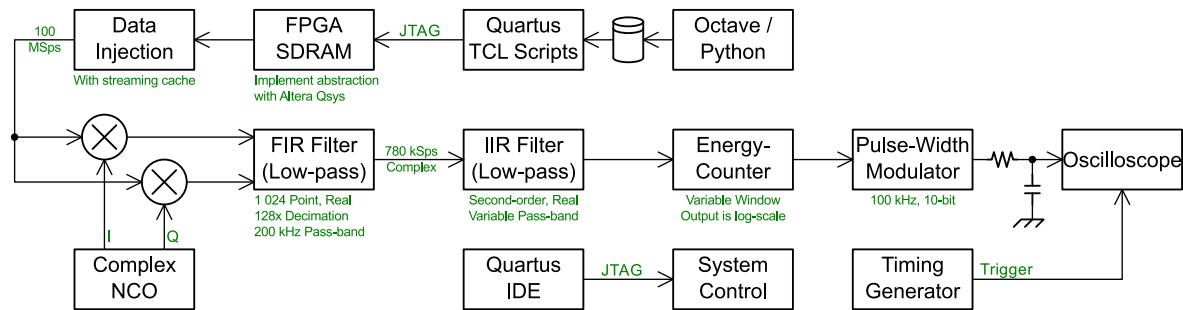 100
MSps
Data
Injection
With streaming cache
FPGA
SDRAM
Implement abstraction
with Altera Qsys
JTAG
Quartus
TCL Scripts
Octave /
Python
FIR Filter
(Low-pass)
1 024 Point, Real
128x Decimation
200 kHz Pass-band
780 kSps
Complex
IIR Filter
(Low-pass)
Second-order, Real
Variable Pass-band
Energy-
Counter
Variable Window
Output is log-scale
Pulse-Width
Modulator
100 kHz, 10-bit
Oscilloscope
I
Q
Complex
NCO
Quartus
IDE
JTAG
System
Control
Timing
Generator
Trigger